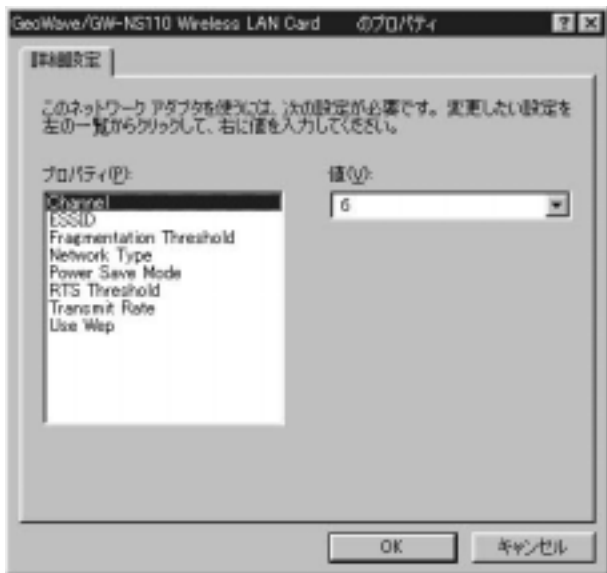 GeoWave/GW-NS110 Wireless LAN Card のプロパティ
詳細設定
このネットワーク アダプタを使うには、次の設定が必要です。変更したい設定を
左の一覧からクリックして、右に値を入力してください。
プロパティ(P):
値(V):
Channel
6
ESSID
Fragmentation Threshold
Network Type
Power Save Mode
RTS Threshold
Transmit Rate
Use Wep
OK
キャンセル